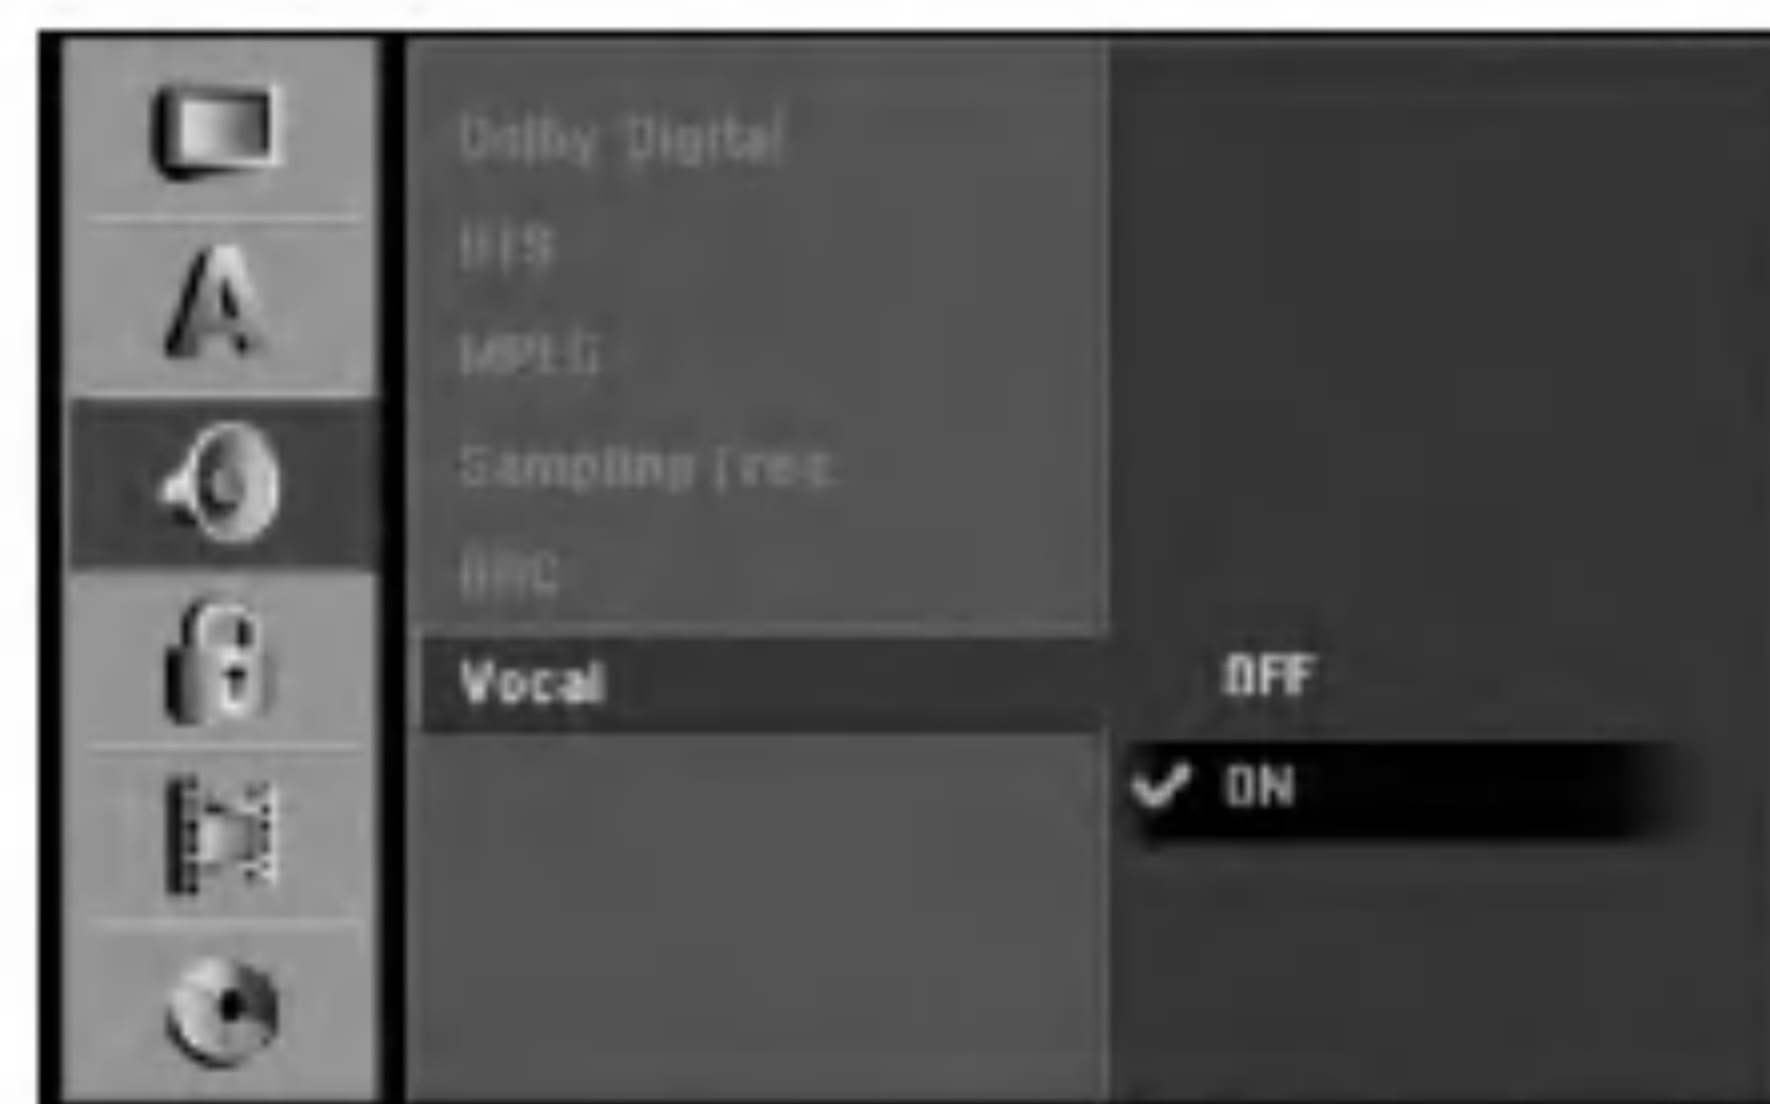 Dolby Digital
DTS
MPEG
Sampling Freq.
DRC
Vocal
OFF
ON